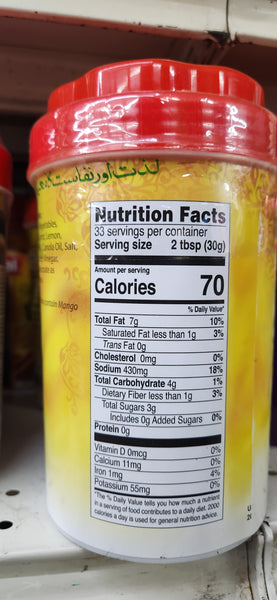 لذت اور نفاست کے
egetables,
Lemon,
Canola Oil, Salt,
Vinegar,
contain Mango
Nutrition Facts
33 servings per container
Serving size 2 tbsp (30g)
Amount per serving
Calories 70
% Daily Value*
Total Fat 7g 10%
Saturated Fat less than 1g 3%
Trans Fat 0g
Cholesterol 0mg 0%
Sodium 430mg 18%
Total Carbohydrate 4g 1%
Dietary Fiber less than 1g 3%
Total Sugars 3g
Includes 0g Added Sugars 0%
Protein 0g
Vitamin D 0mcg 0%
Calcium 11mg 0%
Iron 1mg 4%
Potassium 55mg 0%
*The % Daily Value tells you how much a nutrient
in a serving of food contributes to a daily diet. 2000
calories a day is used for general nutrition advice.